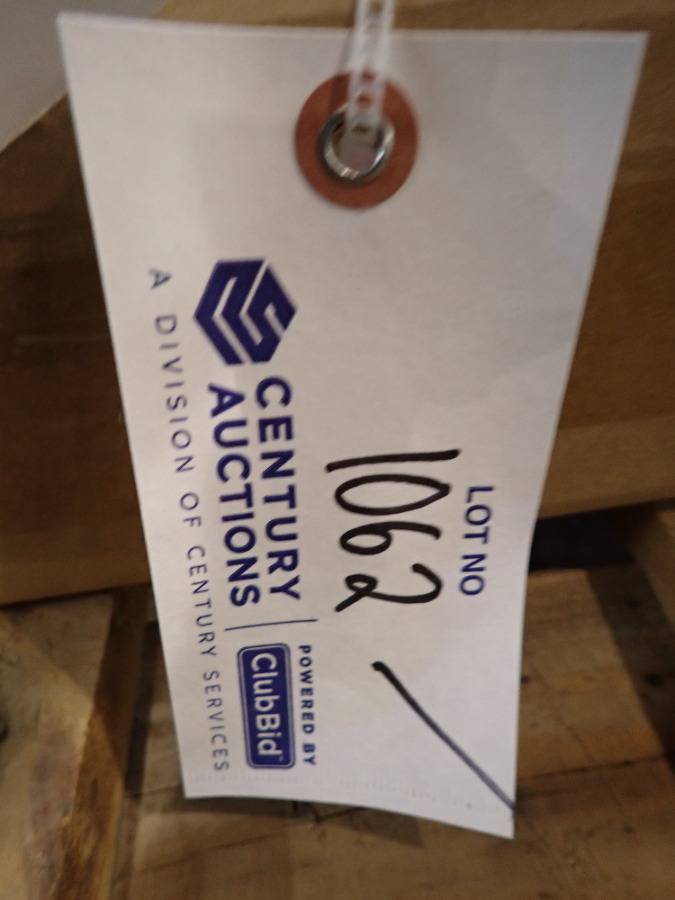 LOT NO
1062
POWERED BY
CENTURY
AUCTIONS
ClubBid
A DIVISION OF CENTURY SERVICES